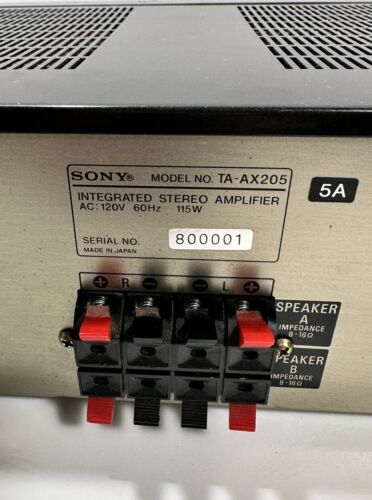 SONY® MODEL NO. TA-AX205
5A
INTEGRATED STEREO AMPLIFIER
AC: 120V 60Hz 115W
SERIAL NO. 800001
MADE IN JAPAN
+ R − − L +
SPEAKER
A
IMPEDANCE
8-16Ω
SPEAKER
B
IMPEDANCE
8-16Ω